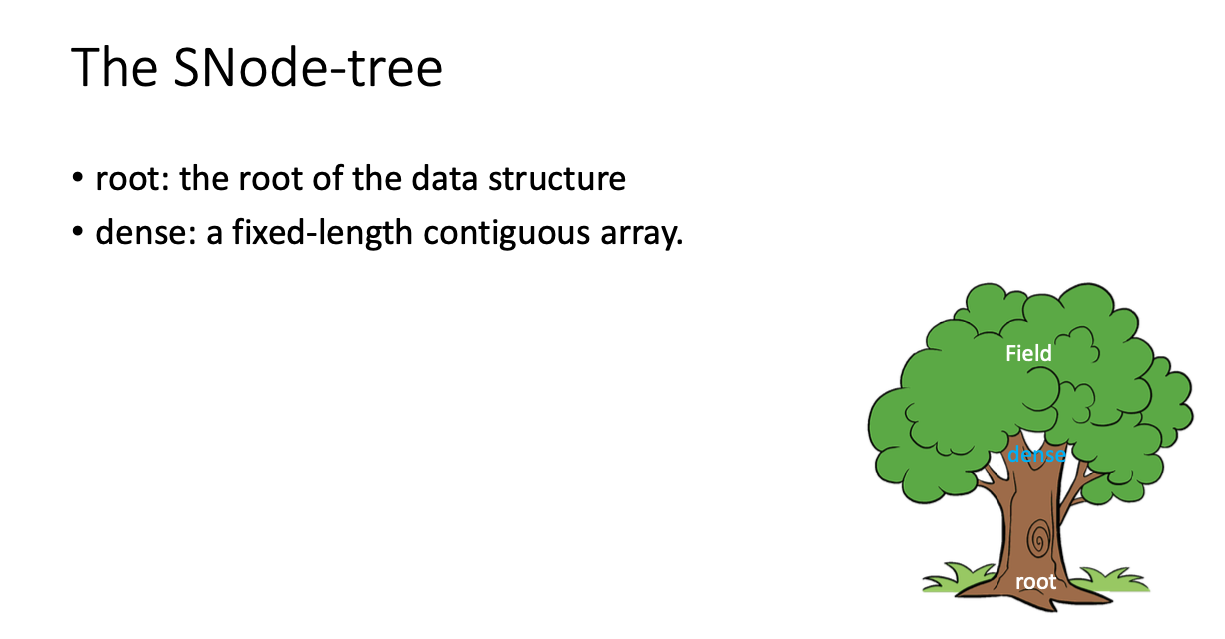 The SNode-tree
• root: the root of the data structure
• dense: a fixed-length contiguous array.
Field
dense
root